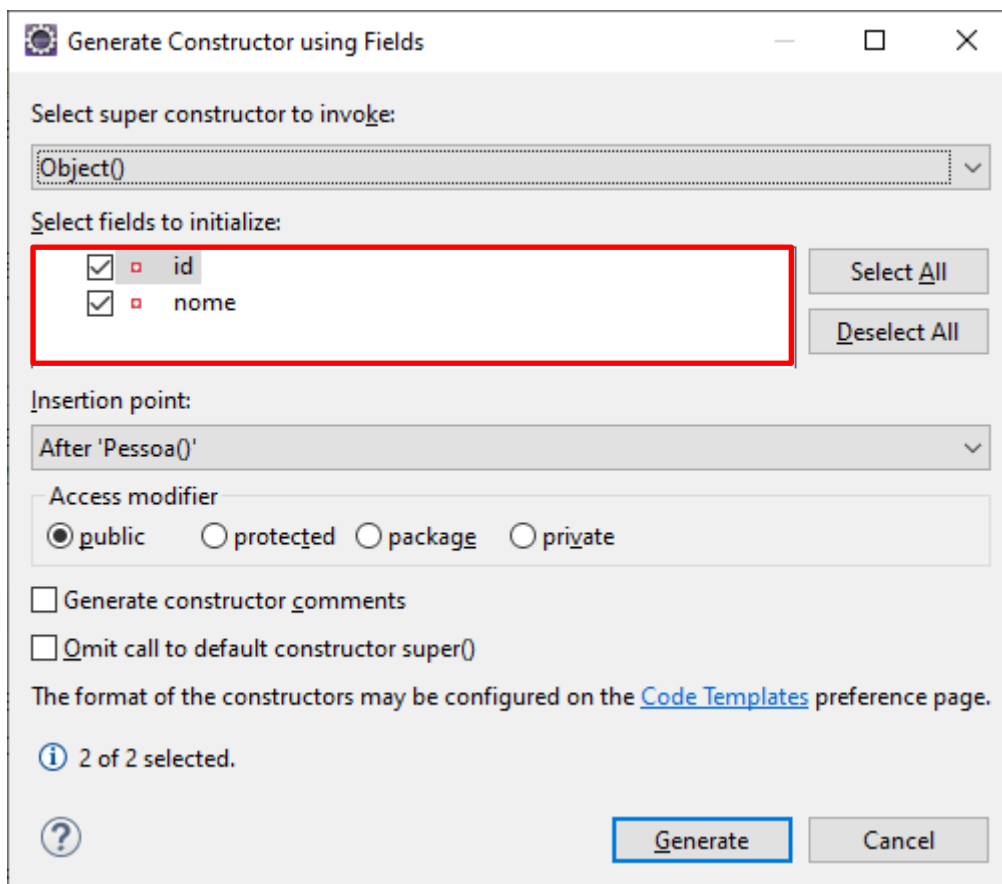 Generate Constructor using Fields
Select super constructor to invoke:
Object()
Select fields to initialize:
id
nome
Select All
Deselect All
Insertion point:
After 'Pessoa()'
Access modifier
public protected package private
Generate constructor comments
Omit call to default constructor super()
The format of the constructors may be configured on the Code Templates preference page.
2 of 2 selected.
Generate Cancel